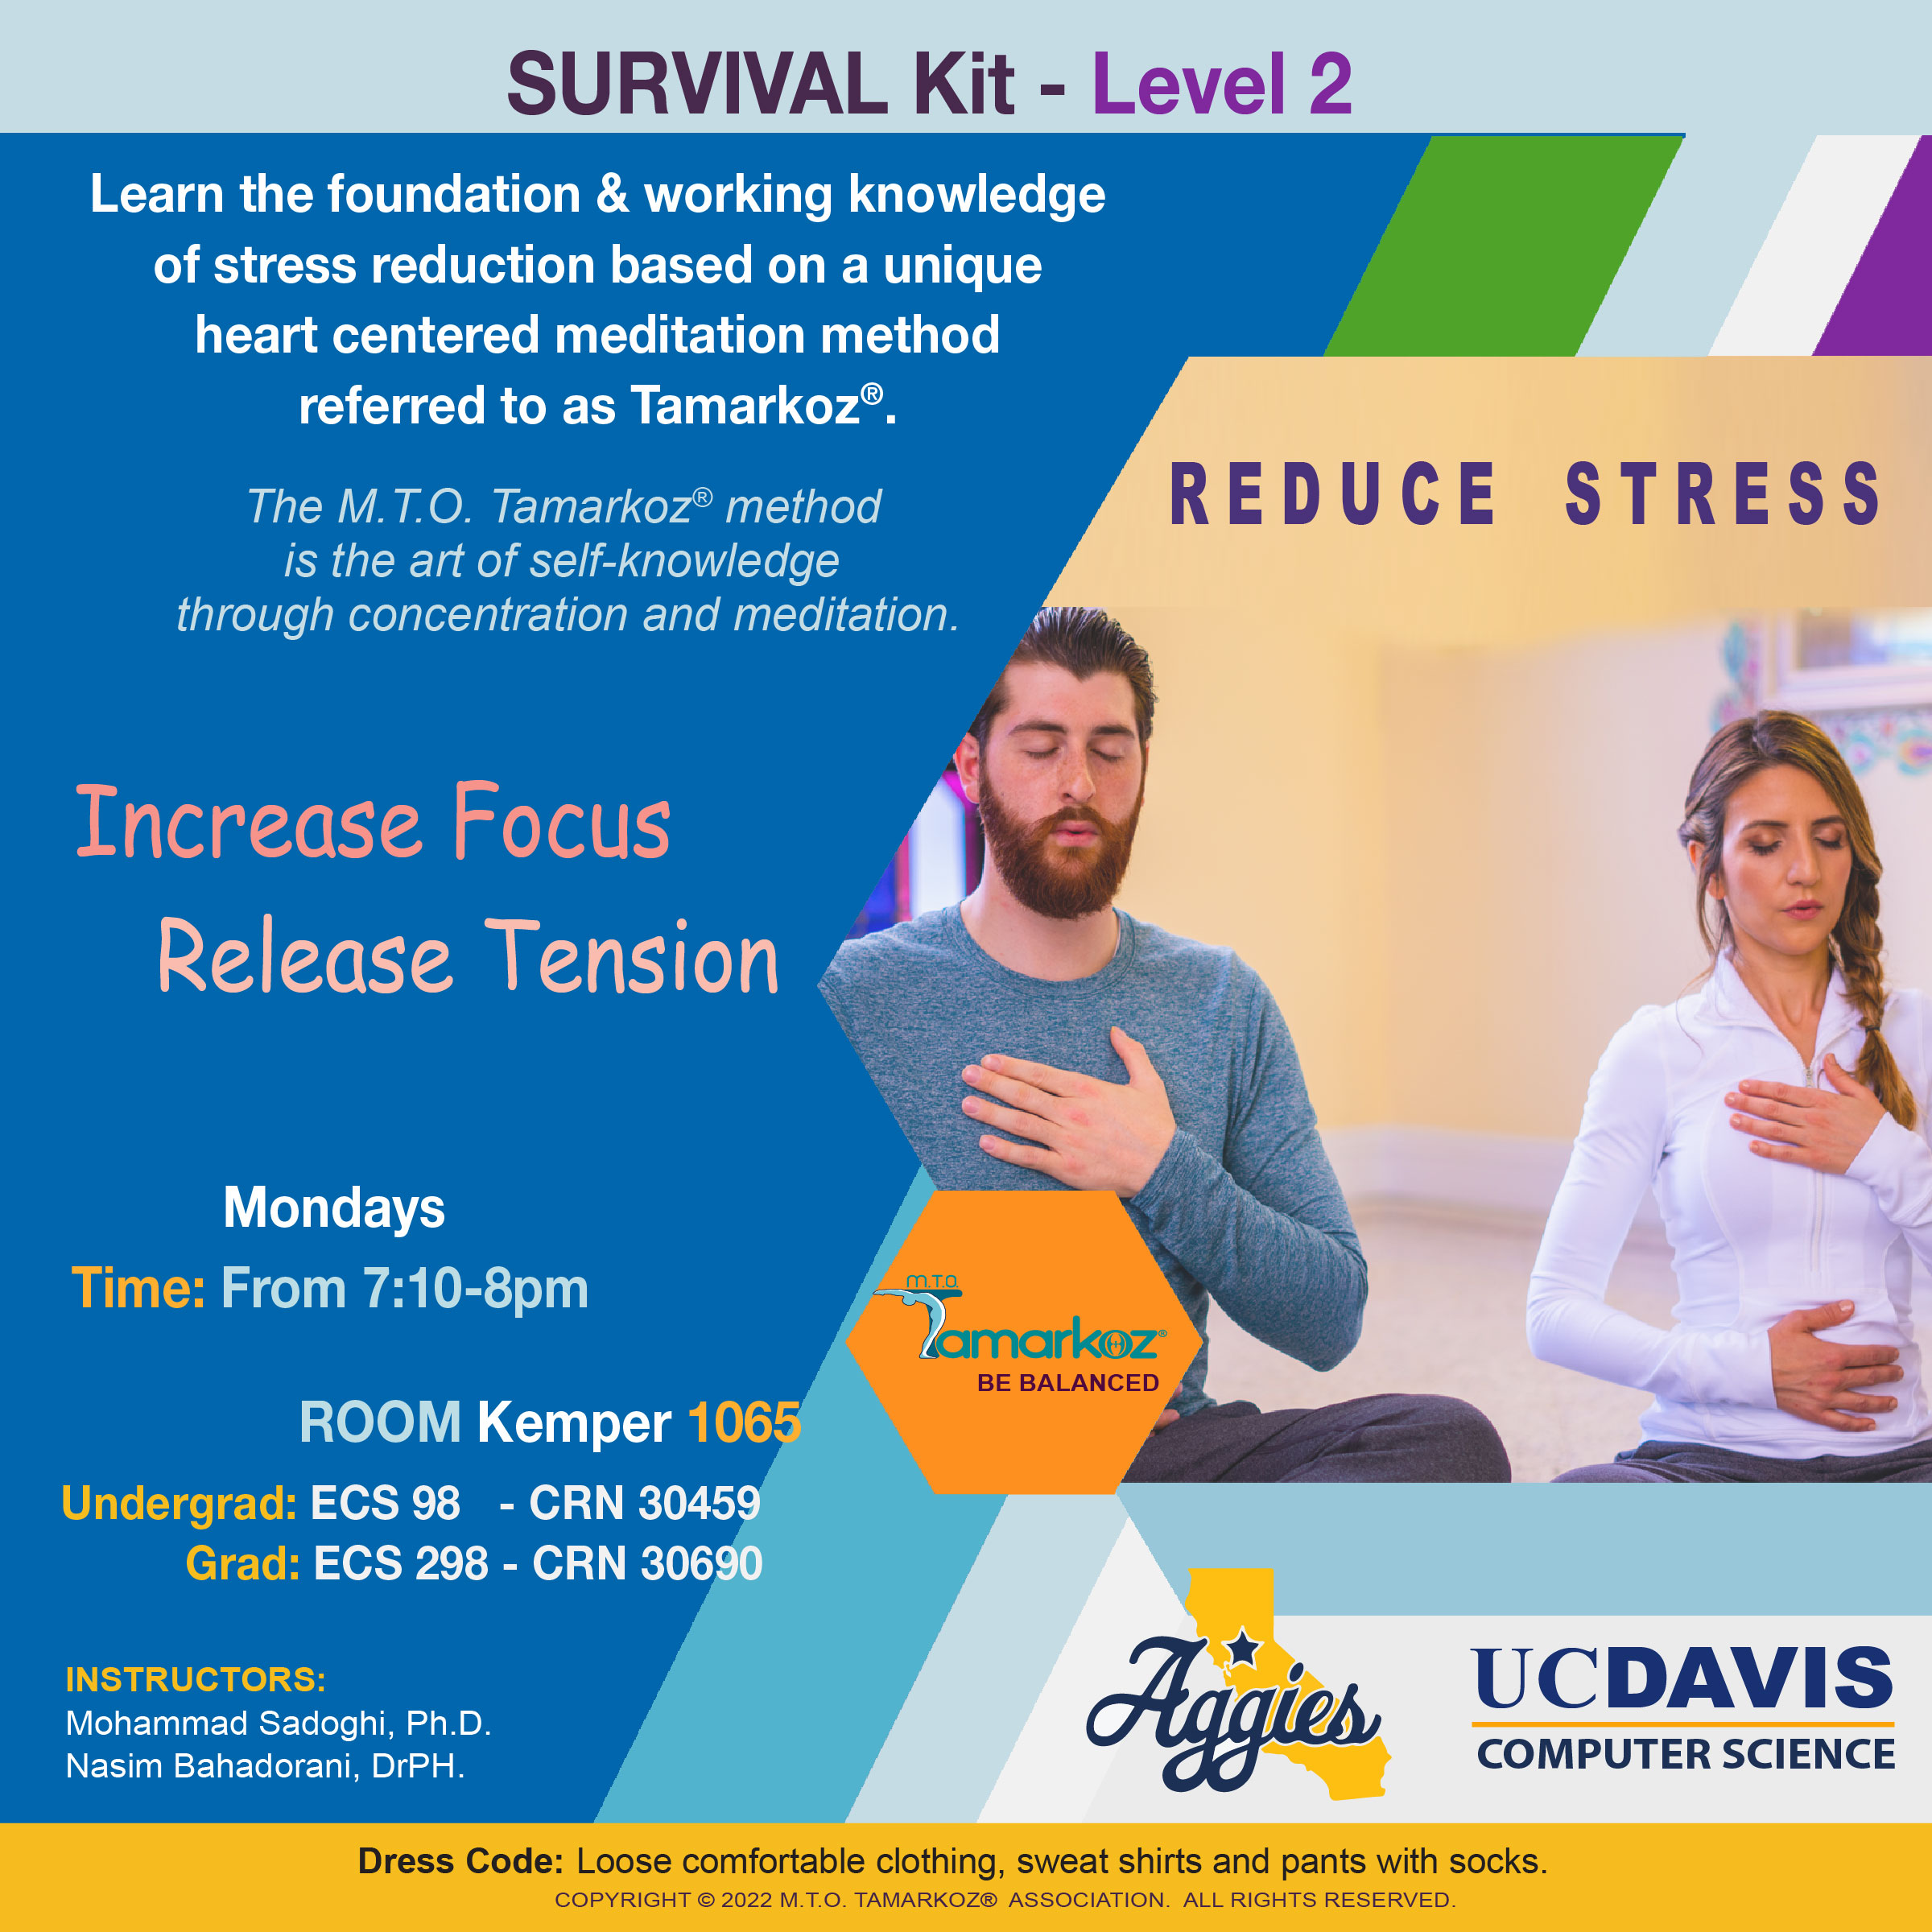 SURVIVAL Kit - Level 2
Learn the foundation & working knowledge
of stress reduction based on a unique
heart centered meditation method
referred to as Tamarkoz®.
The M.T.O. Tamarkoz® method
is the art of self-knowledge
through concentration and meditation.
REDUCE STRESS
Increase Focus
Release Tension
Mondays
Time: From 7:10-8pm
ROOM Kemper 1065
Undergrad: ECS 98 - CRN 30459
Grad: ECS 298 - CRN 30690
INSTRUCTORS:
Mohammad Sadoghi, Ph.D.
Nasim Bahadorani, DrPH.
M.T.O.
Tamarkoz®
BE BALANCED
Aggies
UCDAVIS
COMPUTER SCIENCE
Dress Code: Loose comfortable clothing, sweat shirts and pants with socks.
COPYRIGHT © 2022 M.T.O. TAMARKOZ® ASSOCIATION. ALL RIGHTS RESERVED.